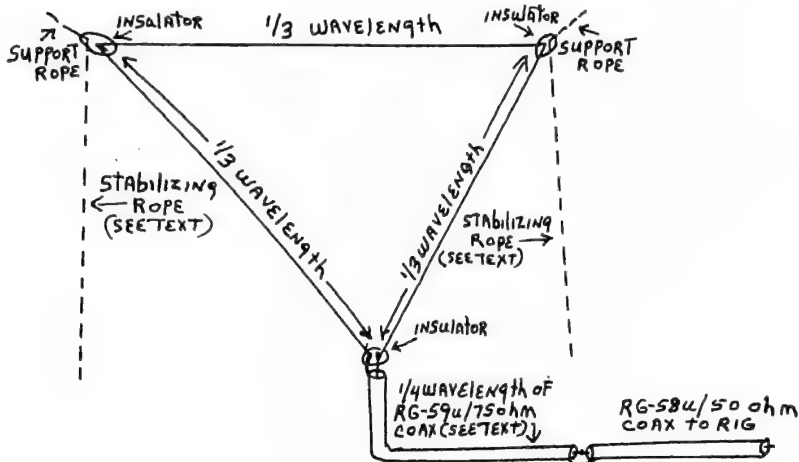 INSULATOR
1/3 WAVELENGTH
INSULATOR
SUPPORT
ROPE
SUPPORT
ROPE
1/3 WAVELENGTH
1/3 WAVELENGTH
STABILIZING
ROPE
(SEE TEXT)
STABILIZING
ROPE
(SEE TEXT)
INSULATOR
1/4 WAVELENGTH OF
RG-59U/75 OHM
COAX (SEE TEXT)
RG-58U/50 OHM
COAX TO RIG